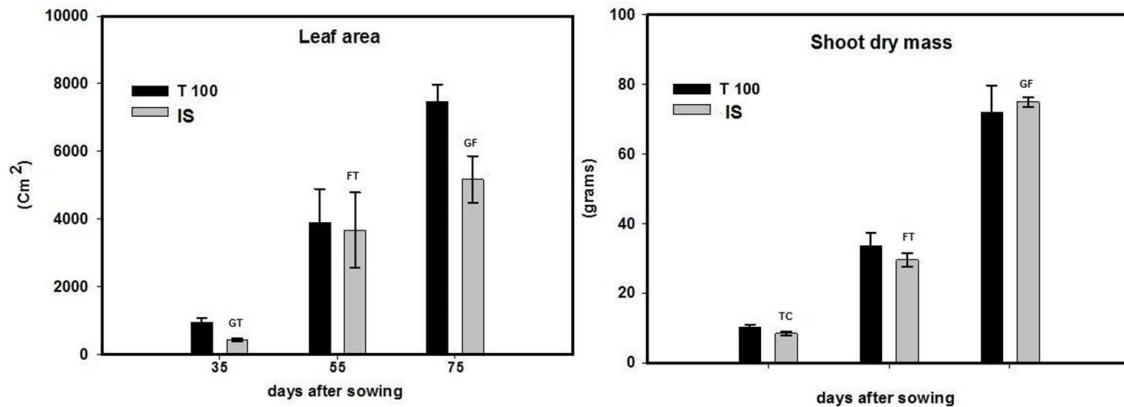 Leaf area
T 100
IS
10000
8000
6000
4000
2000
0
(Cm 2)
GT
FT
GF
35 55 75
days after sowing
Shoot dry mass
T 100
IS
100
80
60
40
20
0
(grams)
TC
FT
GF
days after sowing